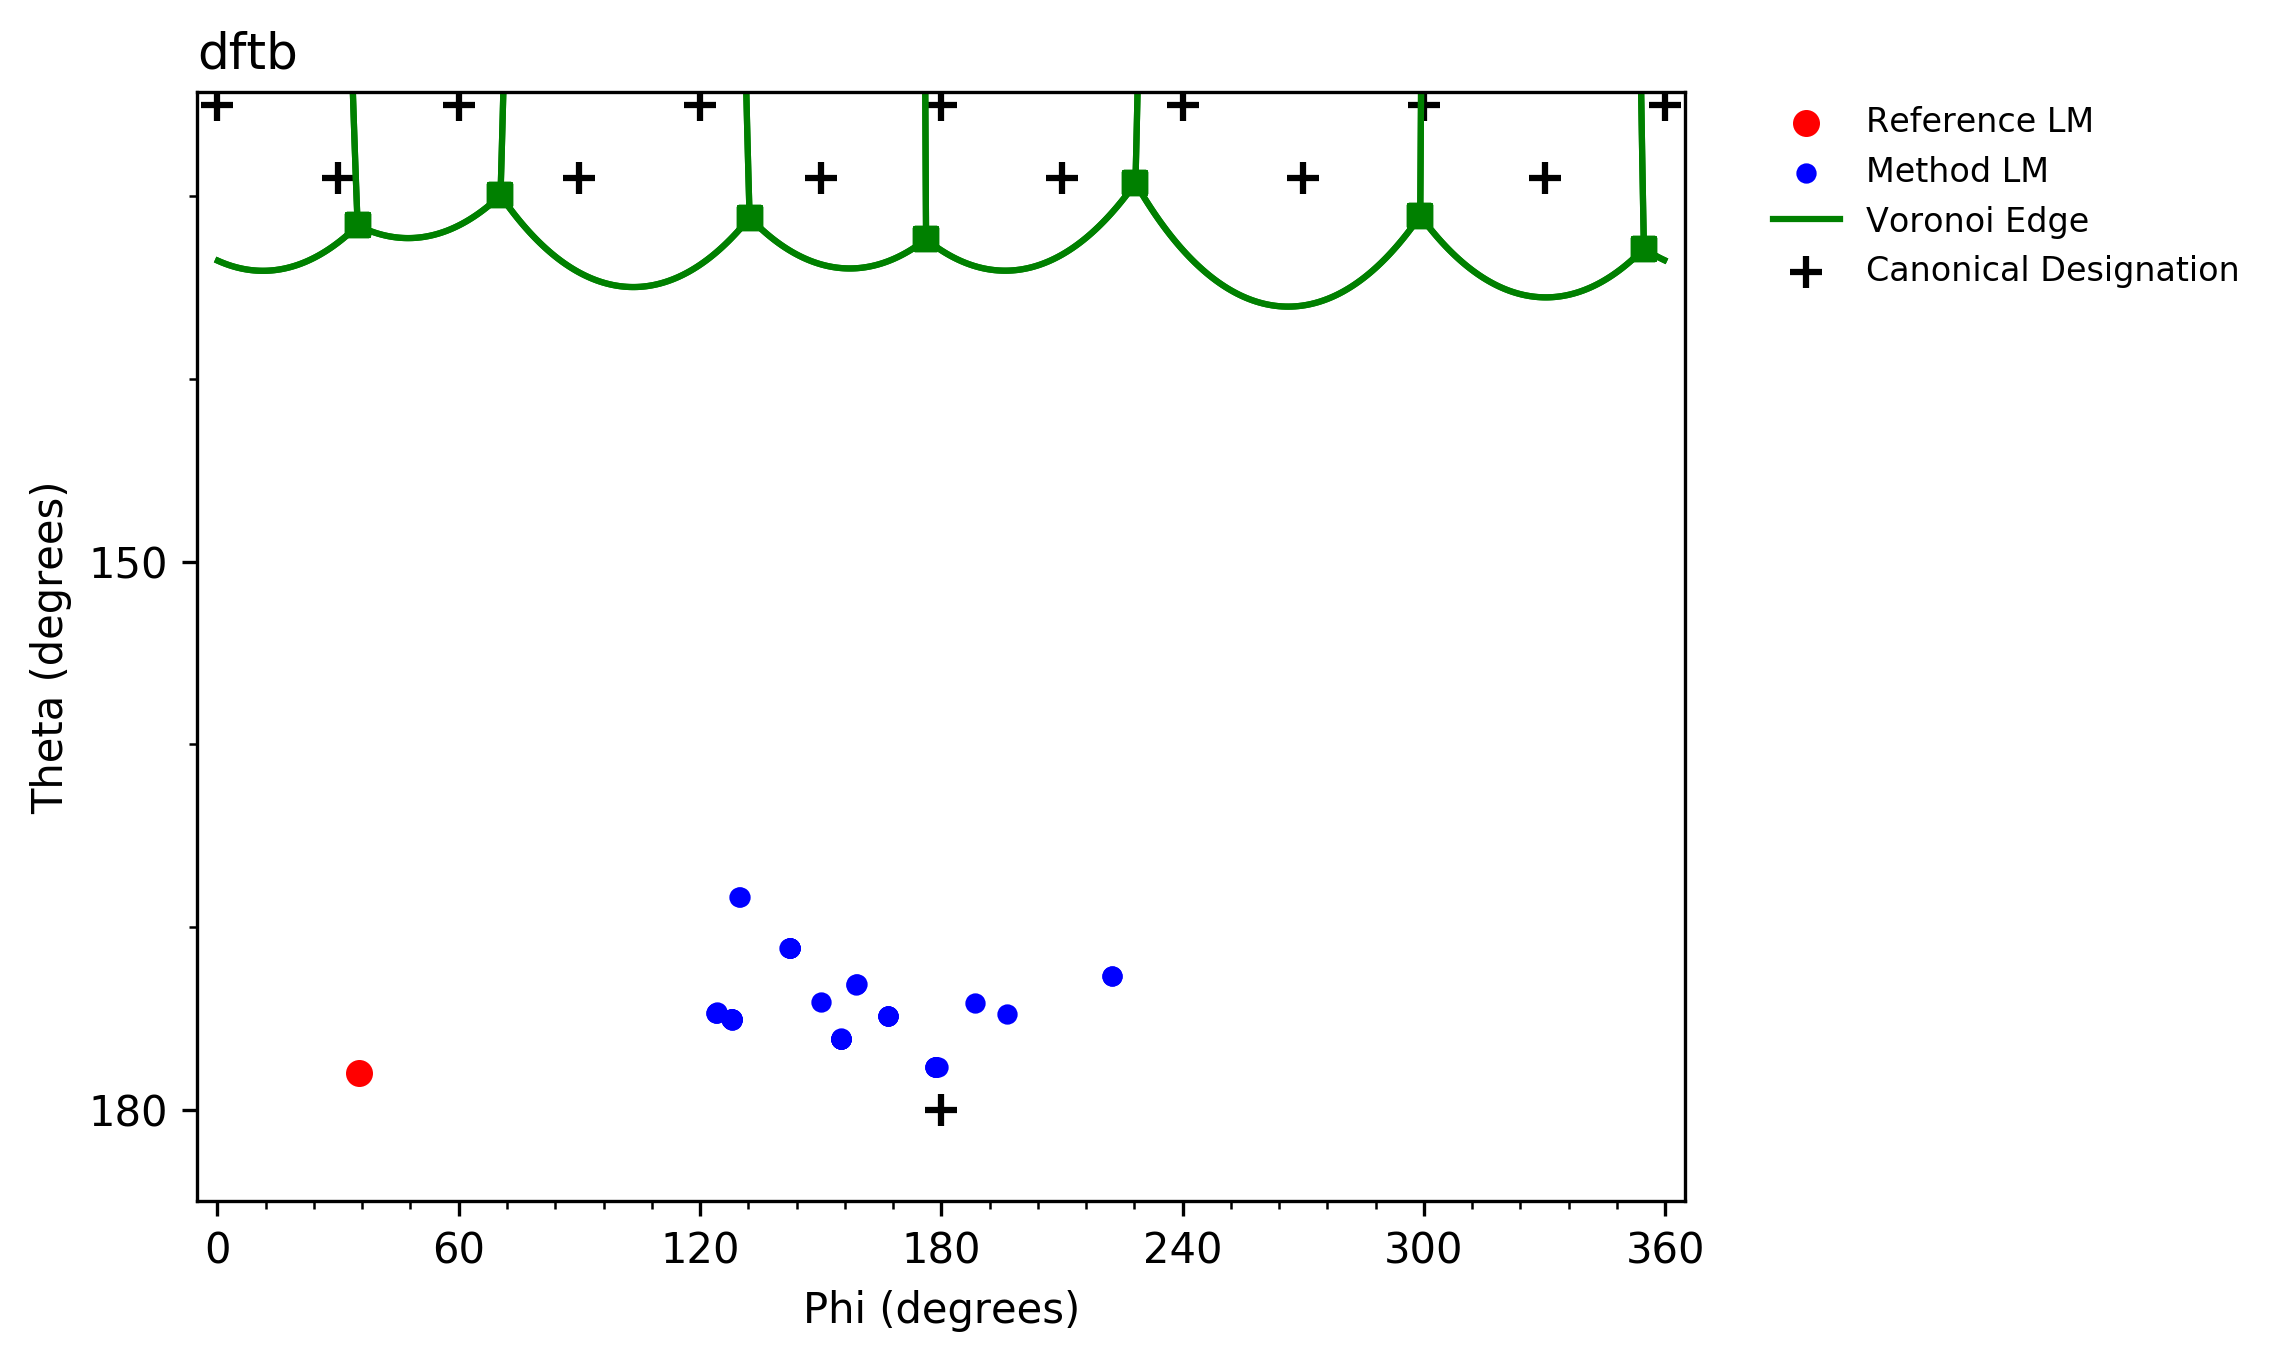 dftb
Reference LM
Method LM
Voronoi Edge
Canonical Designation
Theta (degrees)
150
180
0 60 120 180 240 300 360
Phi (degrees)